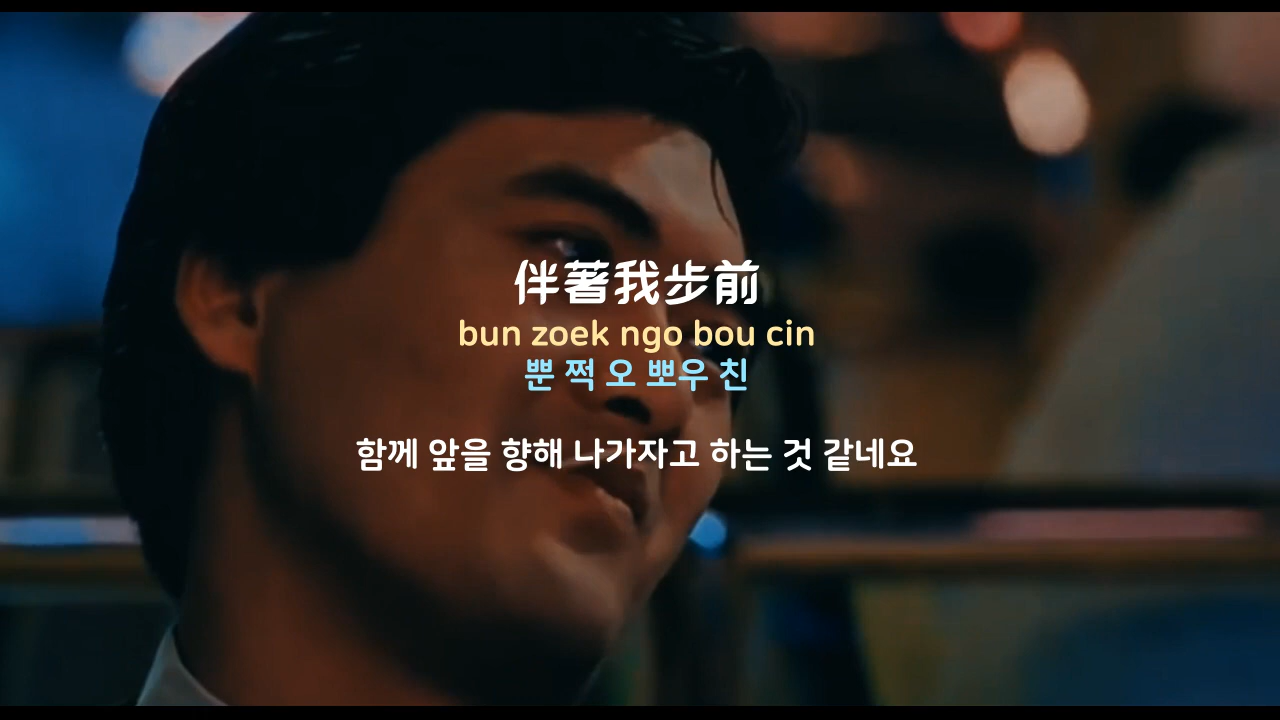 伴著我步前
bun zoek ngo bou cin
뿐 쩍 오 뽀우 친
함께 앞을 향해 나가자고 하는 것 같네요